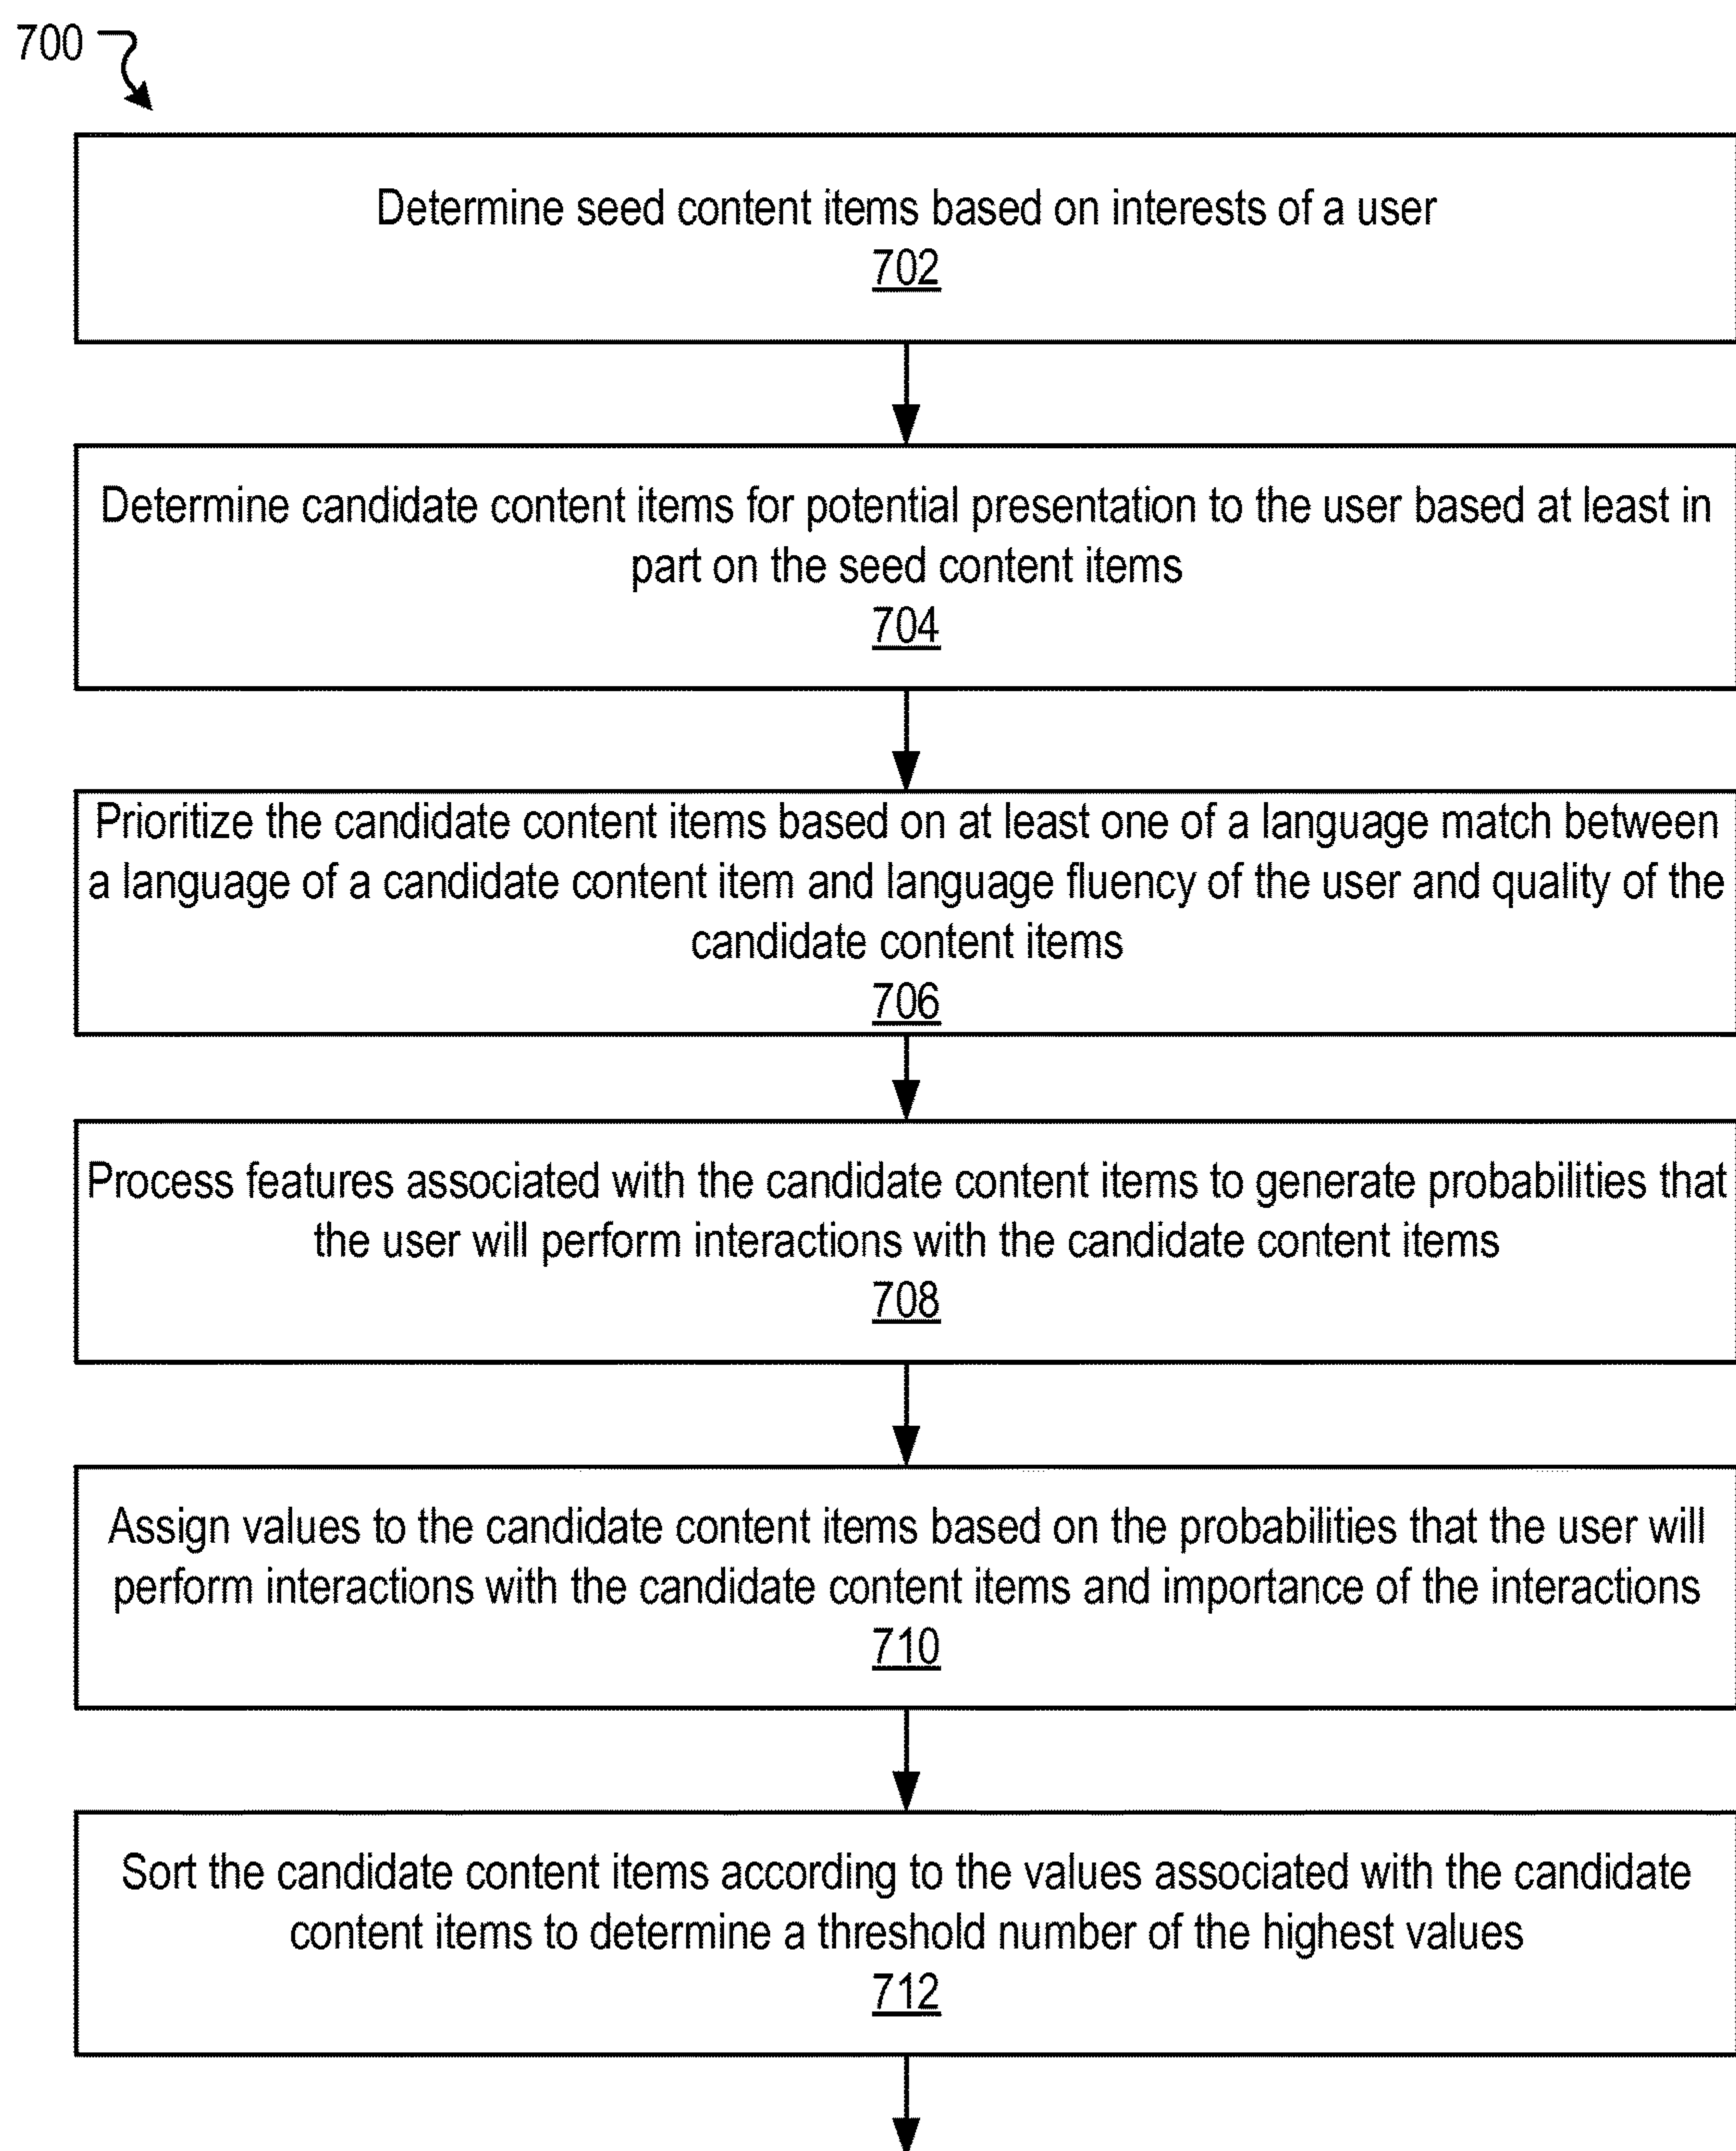 700
Determine seed content items based on interests of a user
702
Determine candidate content items for potential presentation to the user based at least in
part on the seed content items
704
Prioritize the candidate content items based on at least one of a language match between
a language of a candidate content item and language fluency of the user and quality of the
candidate content items
706
Process features associated with the candidate content items to generate probabilities that
the user will perform interactions with the candidate content items
708
Assign values to the candidate content items based on the probabilities that the user will
perform interactions with the candidate content items and importance of the interactions
710
Sort the candidate content items according to the values associated with the candidate
content items to determine a threshold number of the highest values
712